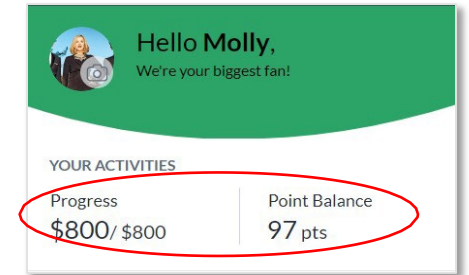 Hello Molly,
We're your biggest fan!
YOUR ACTIVITIES
Progress
$800/ $800
Point Balance
97 pts